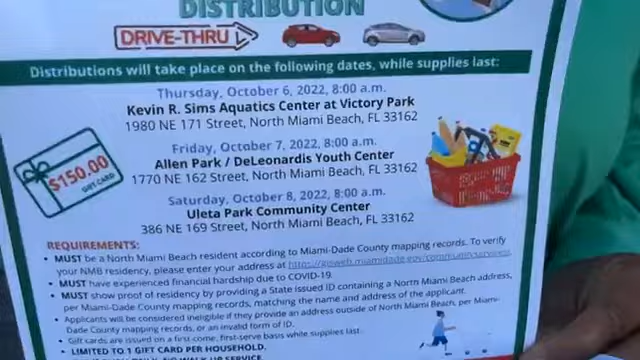 DISTRIBUTION
DRIVE-THRU
Distributions will take place on the following dates, while supplies last:
Thursday, October 6, 2022, 8:00 a.m.
Kevin R. Sims Aquatics Center at Victory Park
1980 NE 171 Street, North Miami Beach, FL 33162
Friday, October 7, 2022, 8:00 a.m.
Allen Park / DeLeonardis Youth Center
1770 NE 162 Street, North Miami Beach, FL 33162
Saturday, October 8, 2022, 8:00 a.m.
Uleta Park Community Center
386 NE 169 Street, North Miami Beach, FL 33162
$150.00
GIFT CARD
REQUIREMENTS:
• MUST be a North Miami Beach resident according to Miami-Dade County mapping records. To verify
your NMB residency, please enter your address at https://gisweb.miamidade.gov/communityservices/
• MUST have experienced financial hardship due to COVID-19.
• MUST show proof of residency by providing a State issued ID containing a North Miami Beach address,
per Miami-Dade County mapping records, matching the name and address of the applicant.
• Applicants will be considered ineligible if they provide an address outside of North Miami Beach, per Miami-
Dade County mapping records, or an invalid form of ID.
• Gift cards are issued on a first come, first-serve basis while supplies last.
• LIMITED TO 1 GIFT CARD PER HOUSEHOLD.